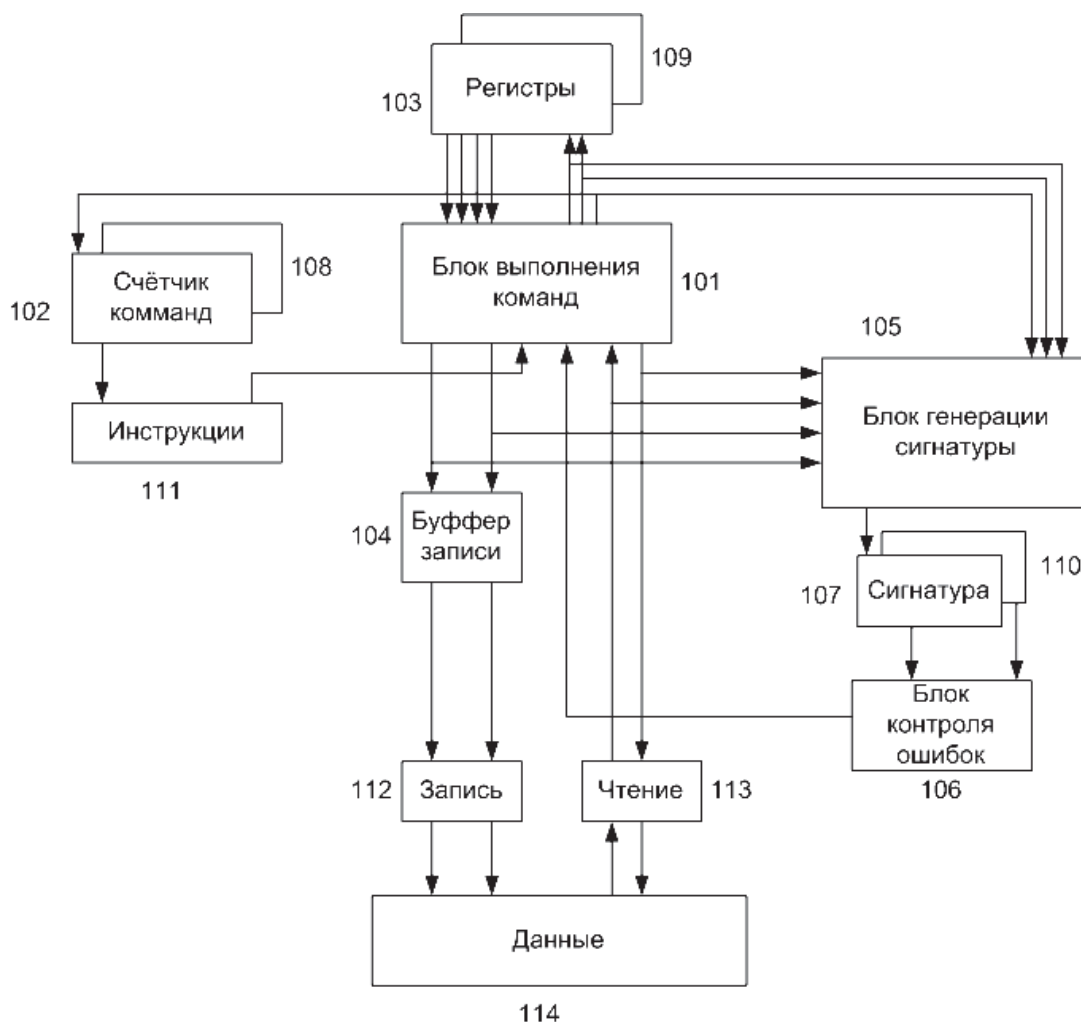 109
Регистры
103
Блок выполнения
команд
101
108
Счётчик
комманд
102
105
Инструкции
111
Блок генерации
сигнатуры
104
Буффер
записи
110
107
Сигнатура
Блок
контроля
ошибок
106
112
Запись
Чтение
113
Данные
114